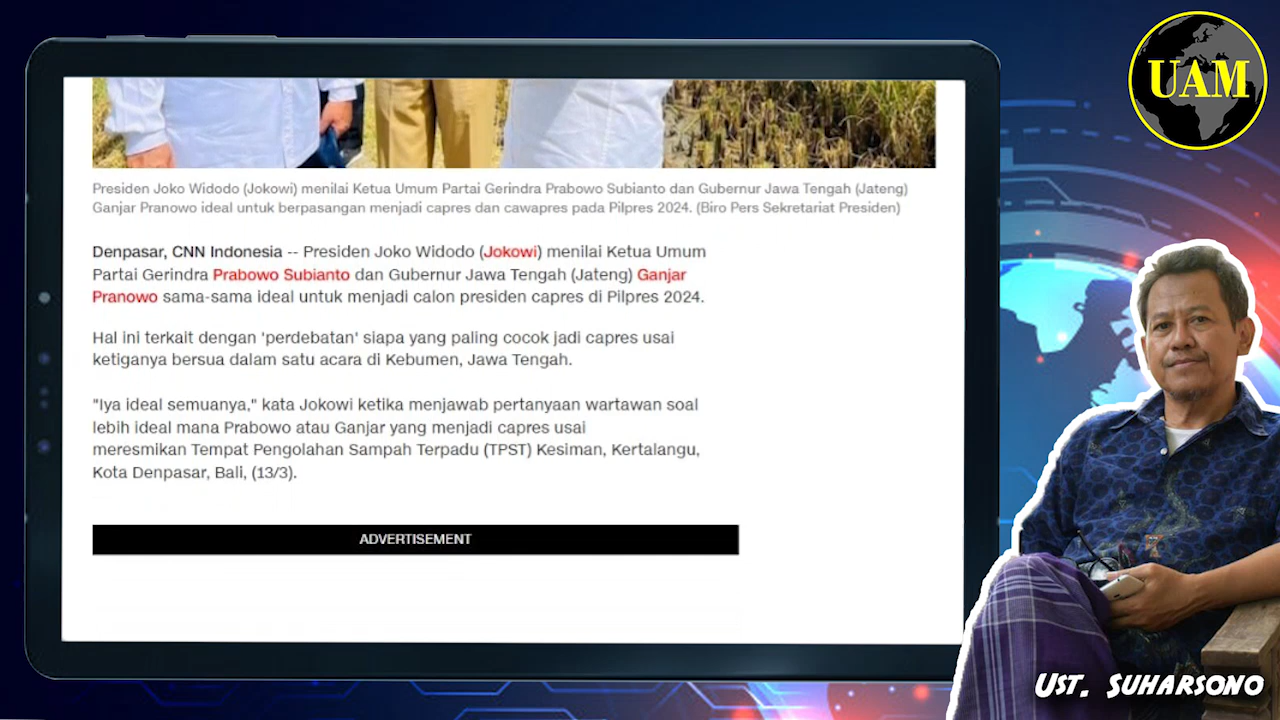 UAM
Presiden Joko Widodo (Jokowi) menilai Ketua Umum Partai Gerindra Prabowo Subianto dan Gubernur Jawa Tengah (Jateng)
Ganjar Pranowo ideal untuk berpasangan menjadi capres dan cawapres pada Pilpres 2024. (Biro Pers Sekretariat Presiden)
Denpasar, CNN Indonesia -- Presiden Joko Widodo (Jokowi) menilai Ketua Umum
Partai Gerindra Prabowo Subianto dan Gubernur Jawa Tengah (Jateng) Ganjar
Pranowo sama-sama ideal untuk menjadi calon presiden capres di Pilpres 2024.
Hal ini terkait dengan 'perdebatan' siapa yang paling cocok jadi capres usai
ketiganya bersua dalam satu acara di Kebumen, Jawa Tengah.
"Iya ideal semuanya," kata Jokowi ketika menjawab pertanyaan wartawan soal
lebih ideal mana Prabowo atau Ganjar yang menjadi capres usai
meresmikan Tempat Pengolahan Sampah Terpadu (TPST) Kesiman, Kertalangu,
Kota Denpasar, Bali, (13/3).
ADVERTISEMENT
Ust. Suharsono